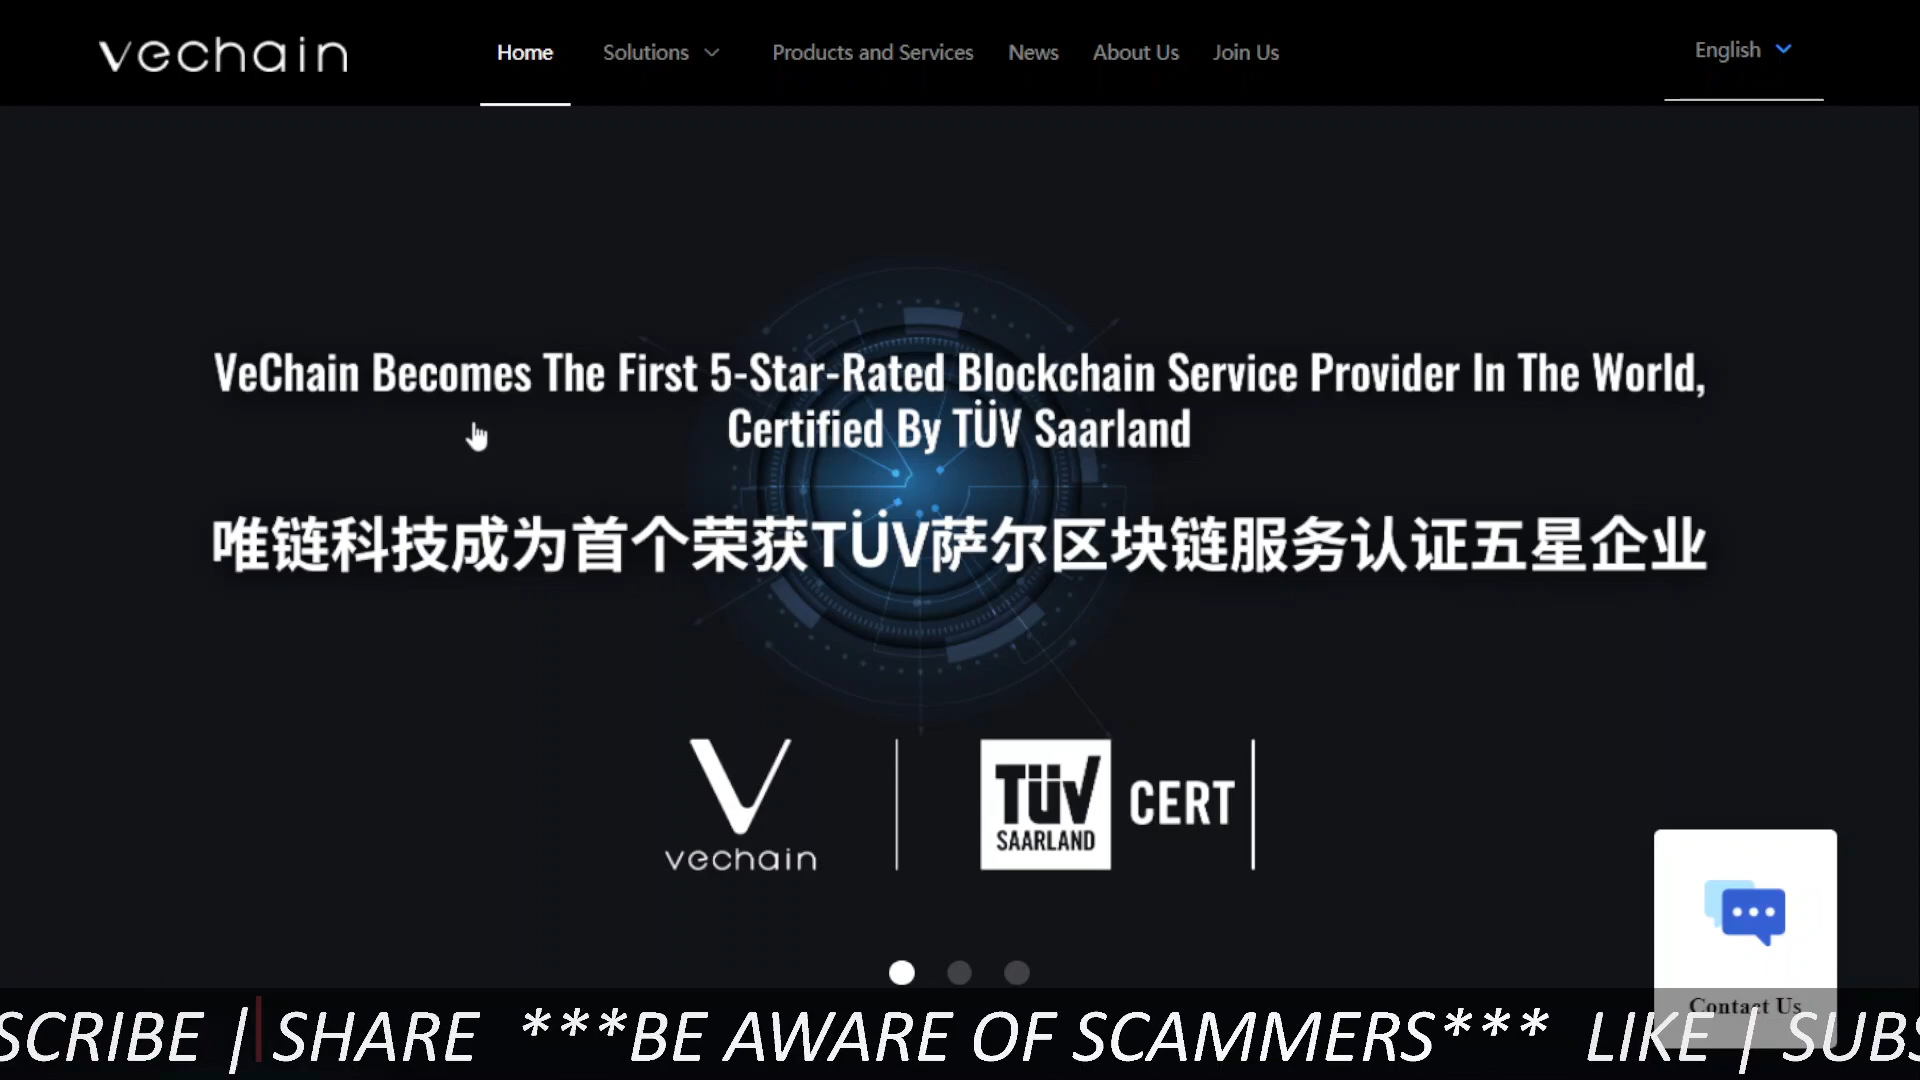 vechain
Home Solutions Products and Services News About Us Join Us
English
VeChain Becomes The First 5-Star-Rated Blockchain Service Provider In The World,
Certified By TÜV Saarland
唯链科技成为首个荣获TÜV萨尔区块链服务认证五星企业
vechain
TÜV
SAARLAND
CERT
Contact Us
SCRIBE | SHARE ***BE AWARE OF SCAMMERS*** LIKE | SUBS